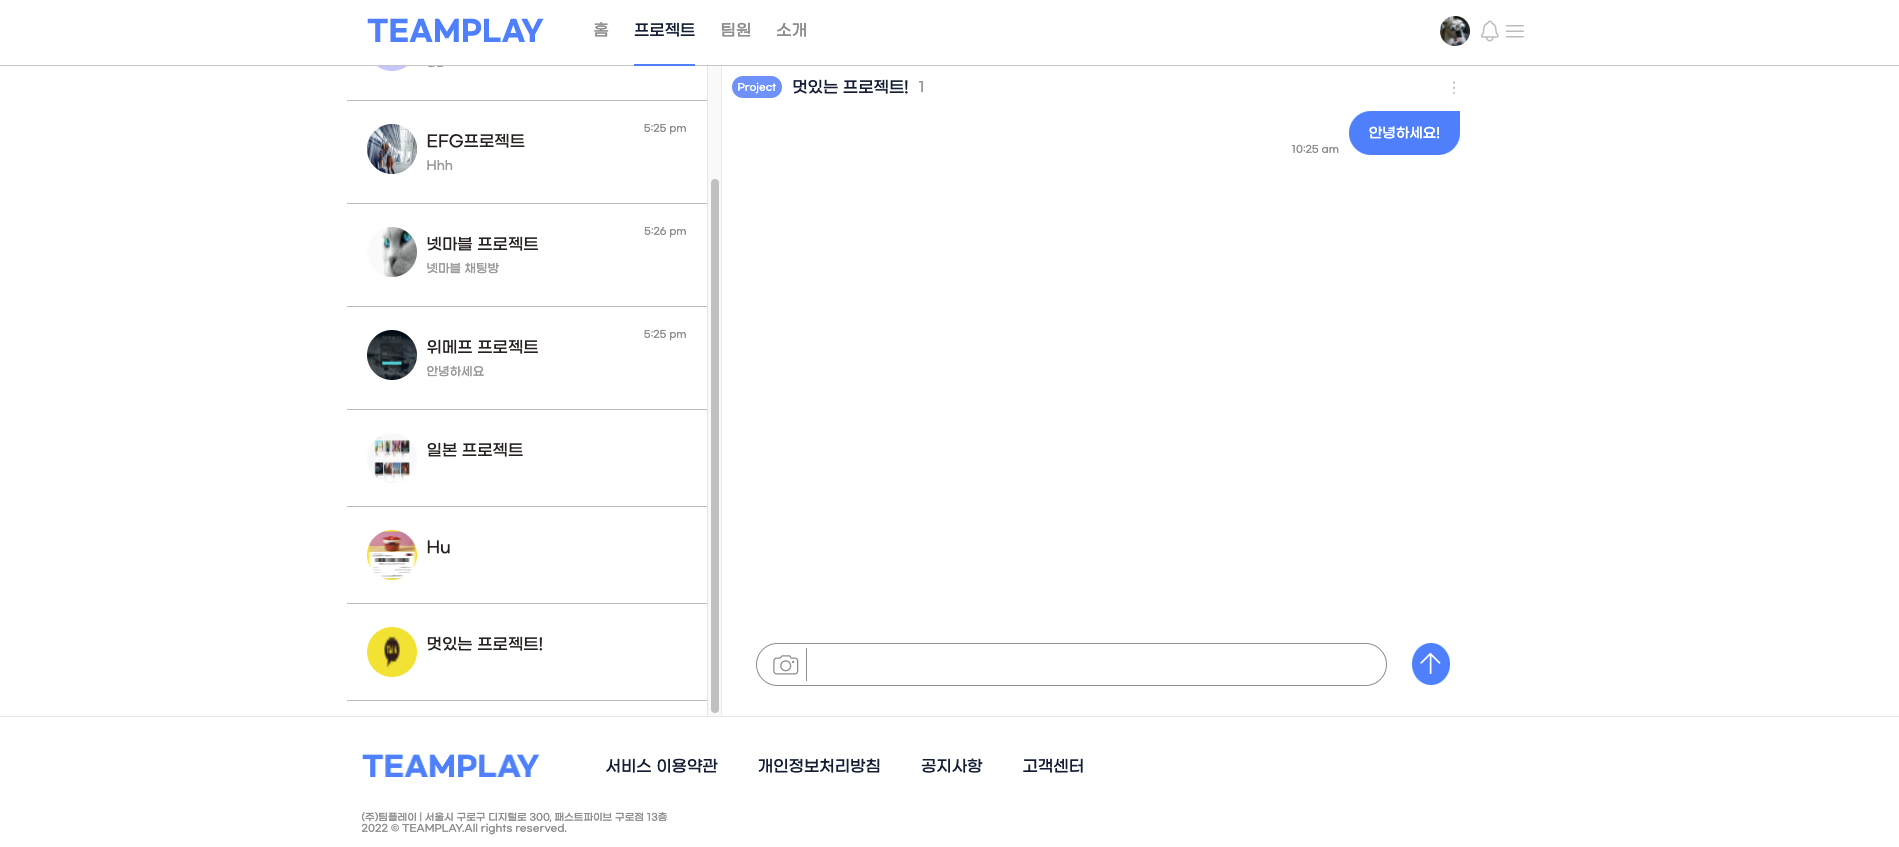 TEAMPLAY 홈 프로젝트 팀원 소개
EFG프로젝트
5:25 pm
Hhh
넷마블 프로젝트
5:26 pm
넷마블 채팅방
위메프 프로젝트
5:25 pm
안녕하세요
일본 프로젝트
Hu
멋있는 프로젝트!
Project 멋있는 프로젝트! 1
안녕하세요!
10:25 am
TEAMPLAY 서비스 이용약관 개인정보처리방침 공지사항 고객센터
(주)팀플레이 | 서울시 구로구 디지털로 300, 패스트파이브 구로점 13층
2022 © TEAMPLAY.All rights reserved.